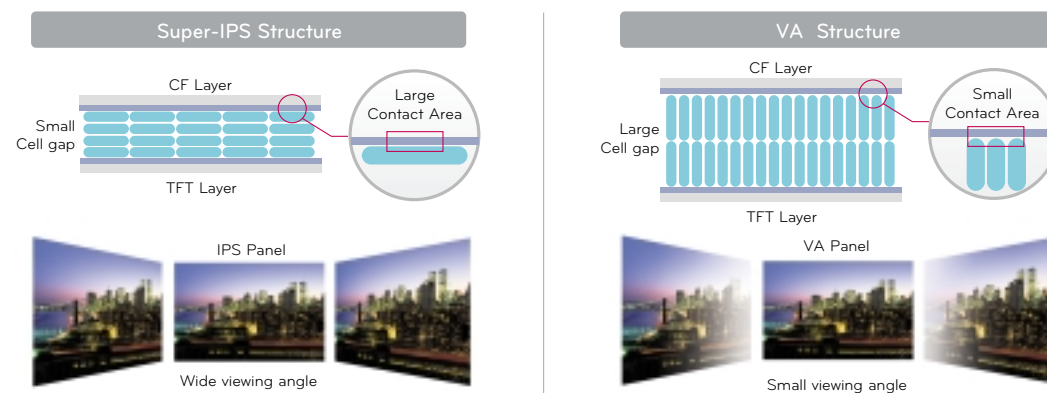 Super-IPS Structure
CF Layer
Large
Contact Area
Small
Cell gap
TFT Layer
IPS Panel
Wide viewing angle
VA Structure
CF Layer
Small
Contact Area
Large
Cell gap
TFT Layer
VA Panel
Small viewing angle